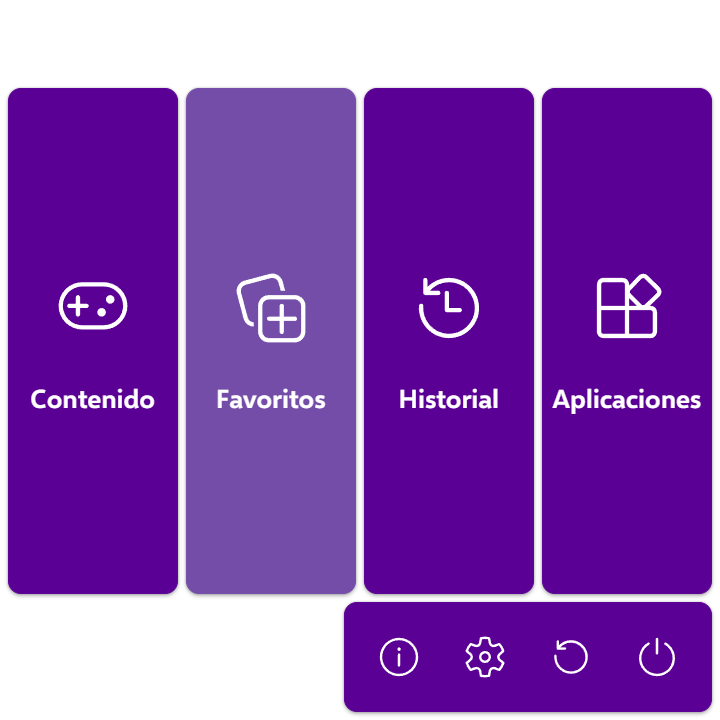 Contenido
Favoritos
Historial
Aplicaciones